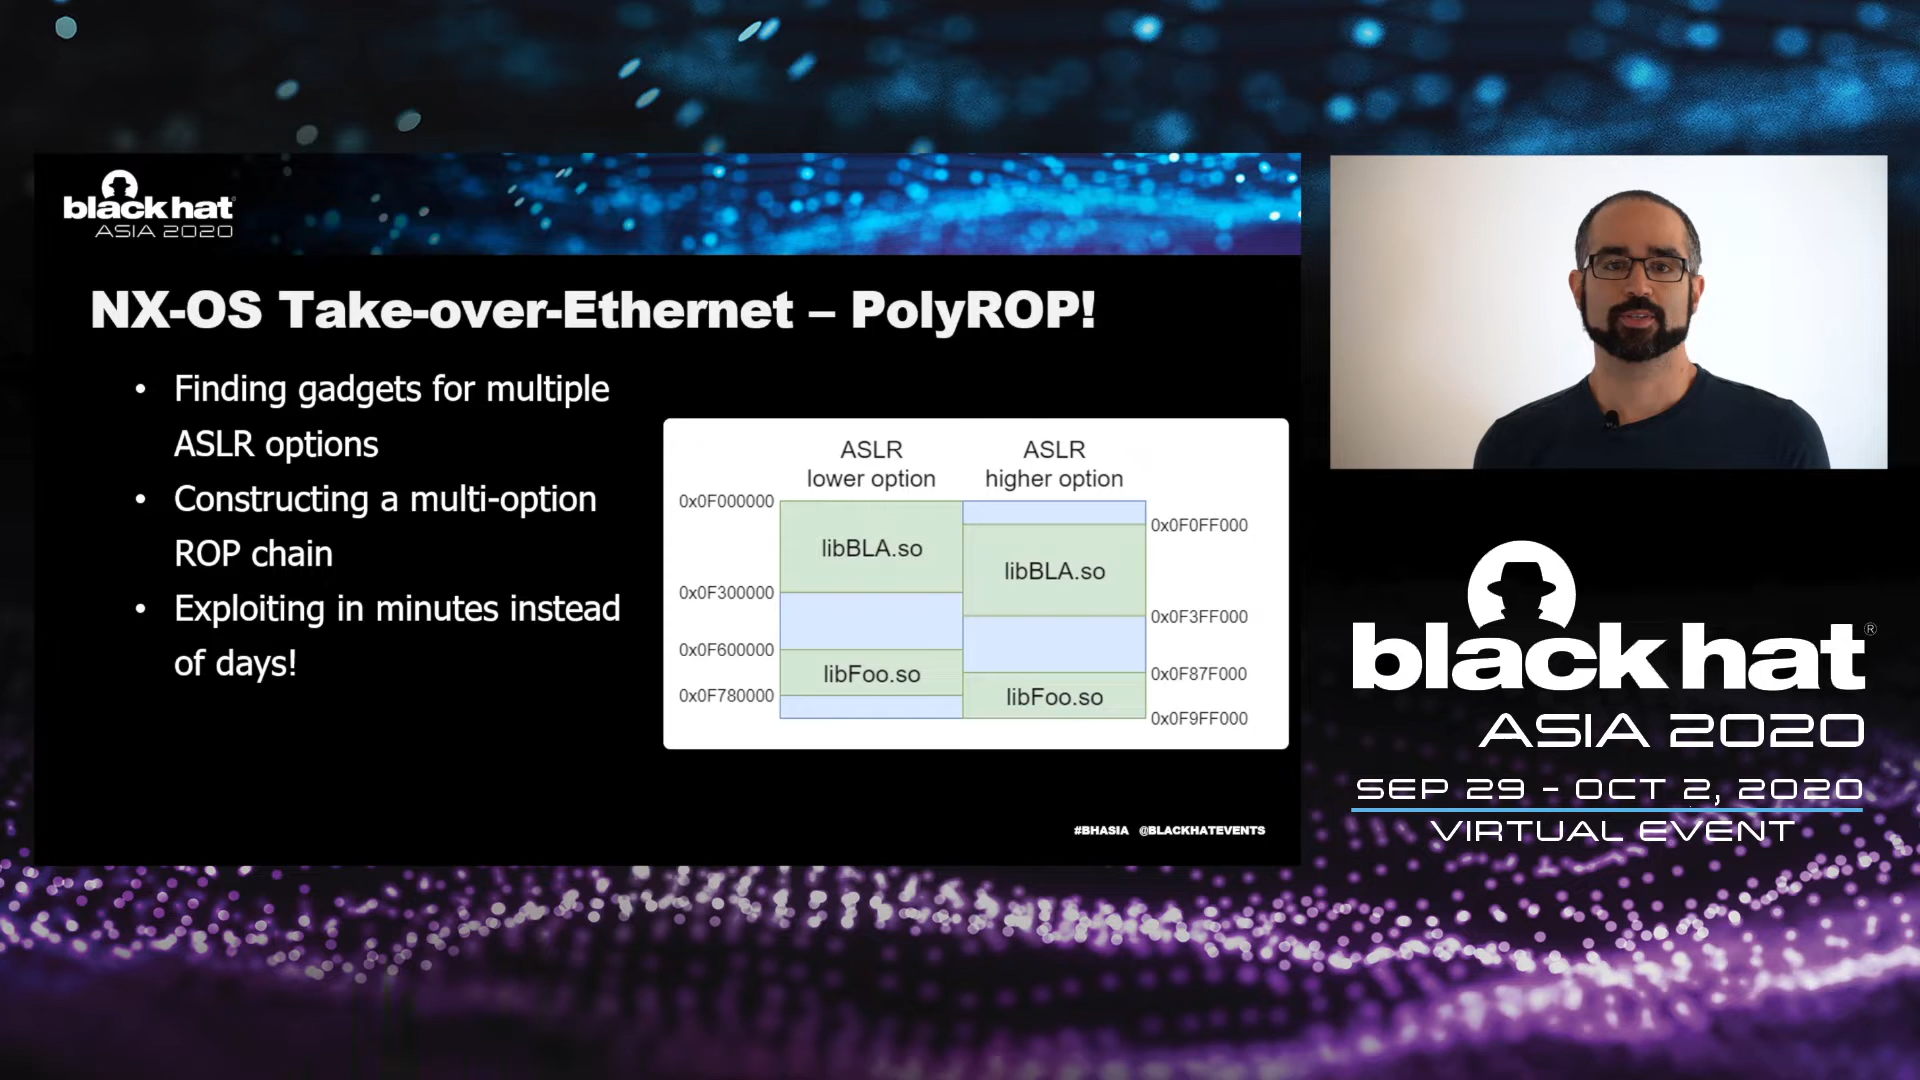 black hat
ASIA 2020
NX-OS Take-over-Ethernet – PolyROP!
• Finding gadgets for multiple
ASLR options
• Constructing a multi-option
ROP chain
• Exploiting in minutes instead
of days!
ASLR
lower option
ASLR
higher option
0x0F000000
0x0F0FF000
libBLA.so
libBLA.so
0x0F300000
0x0F3FF000
0x0F600000
0x0F87F000
libFoo.so
libFoo.so
0x0F780000
0x0F9FF000
#BHASIA @BLACKHATEVENTS
black hat®
ASIA 2020
SEP 29 - OCT 2, 2020
VIRTUAL EVENT